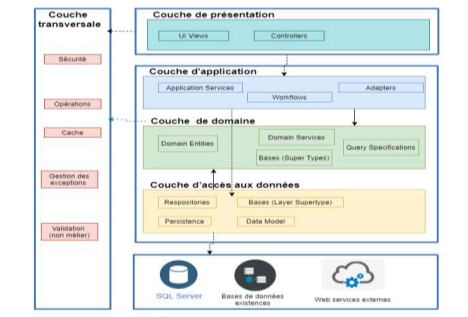 Couche
transversale
Sécurité
Opérations
Cache
Gestion des
exceptions
Validation
(non métier)
Couche de présentation
UI Views
Controllers
Couche d'application
Application Services
Workflows
Adapters
Couche de domaine
Domain Entities
Domain Services
Bases (Super Types)
Query Specifications
Couche d'accès aux données
Respositories
Bases (Layer Supertype)
Persistence
Data Model
SQL Server
Bases de données
existences
Web services externes